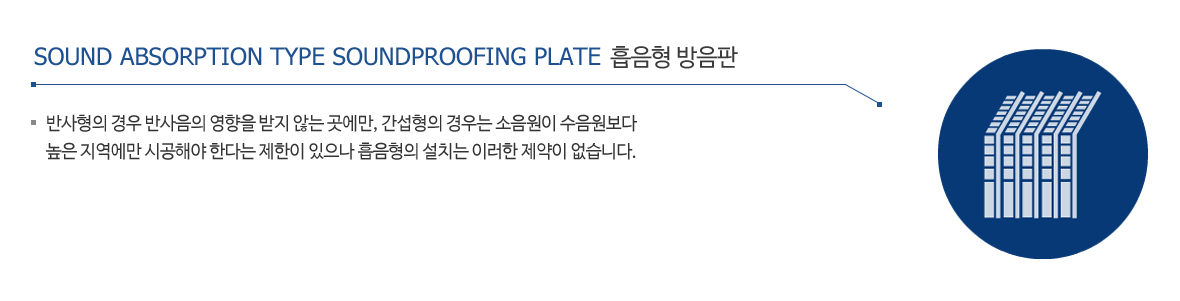 SOUND ABSORPTION TYPE SOUNDPROOFING PLATE 흡음형 방음판
반사형의 경우 반사음의 영향을 받지 않는 곳에만, 간섭형의 경우는 소음원이 수음원보다
높은 지역에만 시공해야 한다는 제한이 있으나 흡음형의 설치는 이러한 제약이 없습니다.